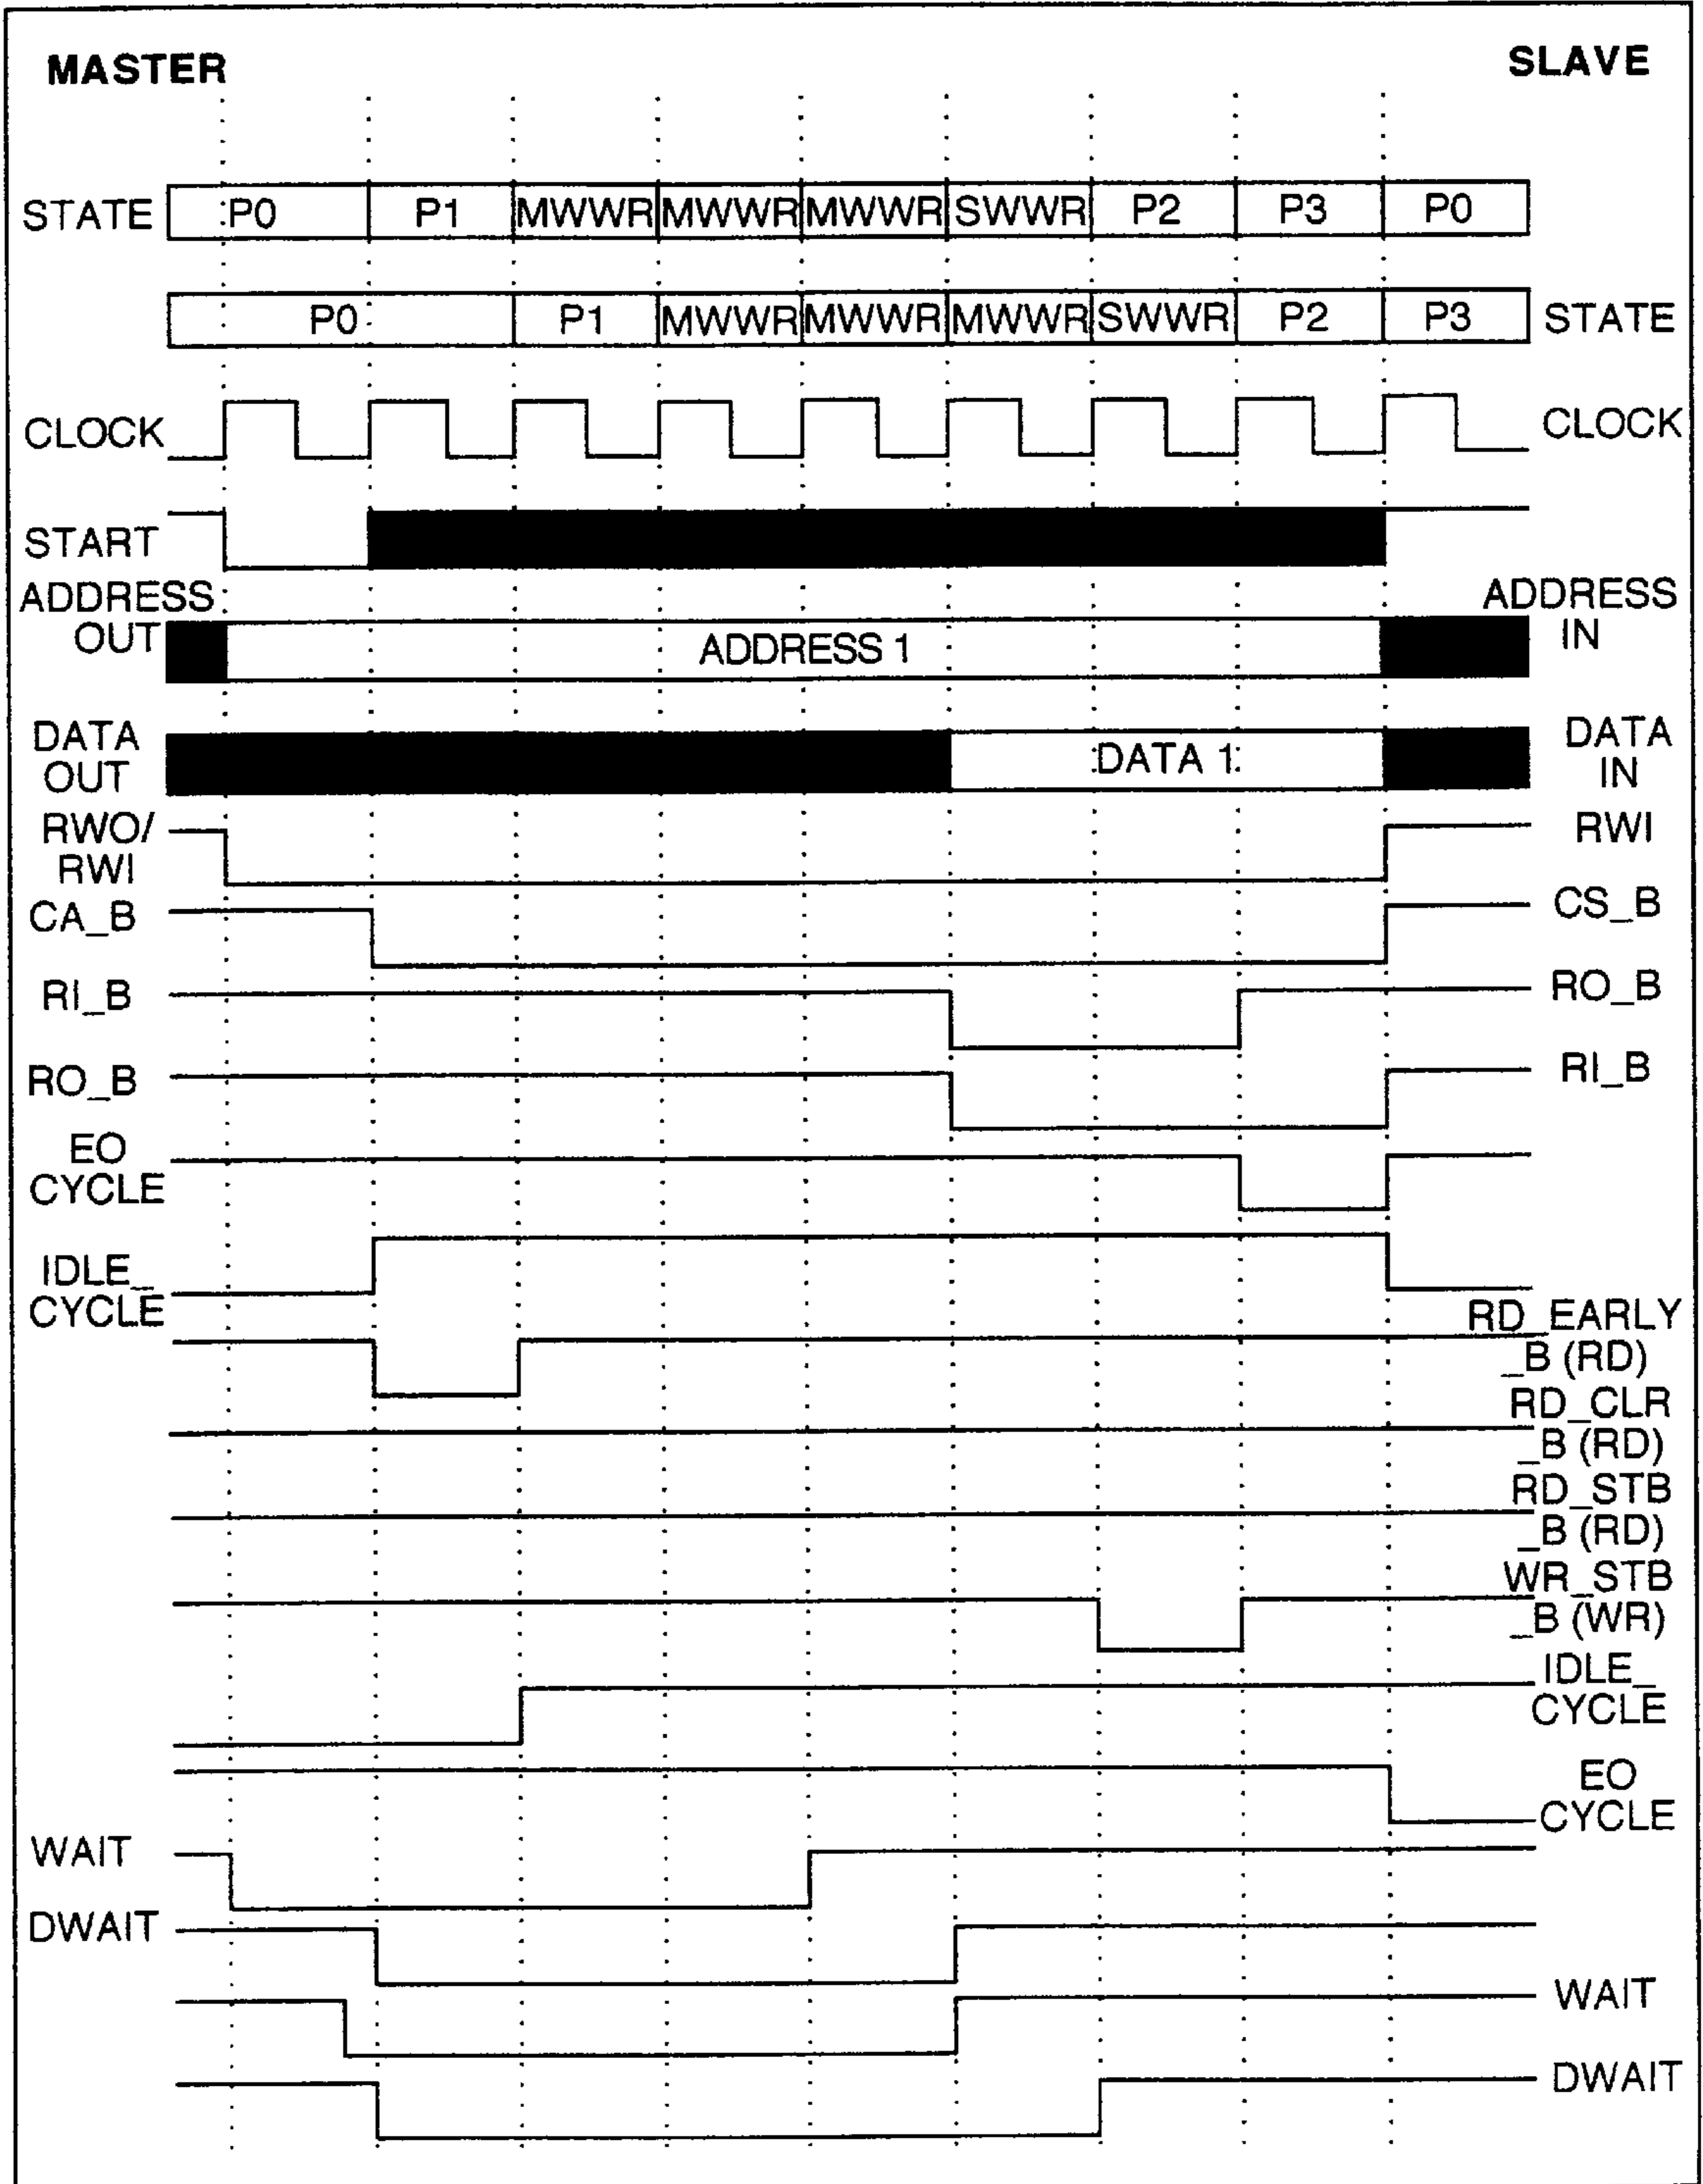 MASTER
SLAVE
STATE P0 P1 MWWR MWWR MWWR SWWR P2 P3 P0
P0 P1 MWWR MWWR MWWR SWWR P2 P3 STATE
CLOCK
CLOCK
START
ADDRESS
OUT
ADDRESS 1
ADDRESS
IN
DATA
OUT
DATA 1
DATA
IN
RWO/
RWI
RWI
CA_B
CS_B
RI_B
RO_B
RO_B
RI_B
EO
CYCLE
IDLE_
CYCLE
RD_EARLY
_B (RD)
RD_CLR
_B (RD)
RD_STB
_B (RD)
WR_STB
_B (WR)
IDLE_
CYCLE
EO
CYCLE
WAIT
DWAIT
WAIT
DWAIT